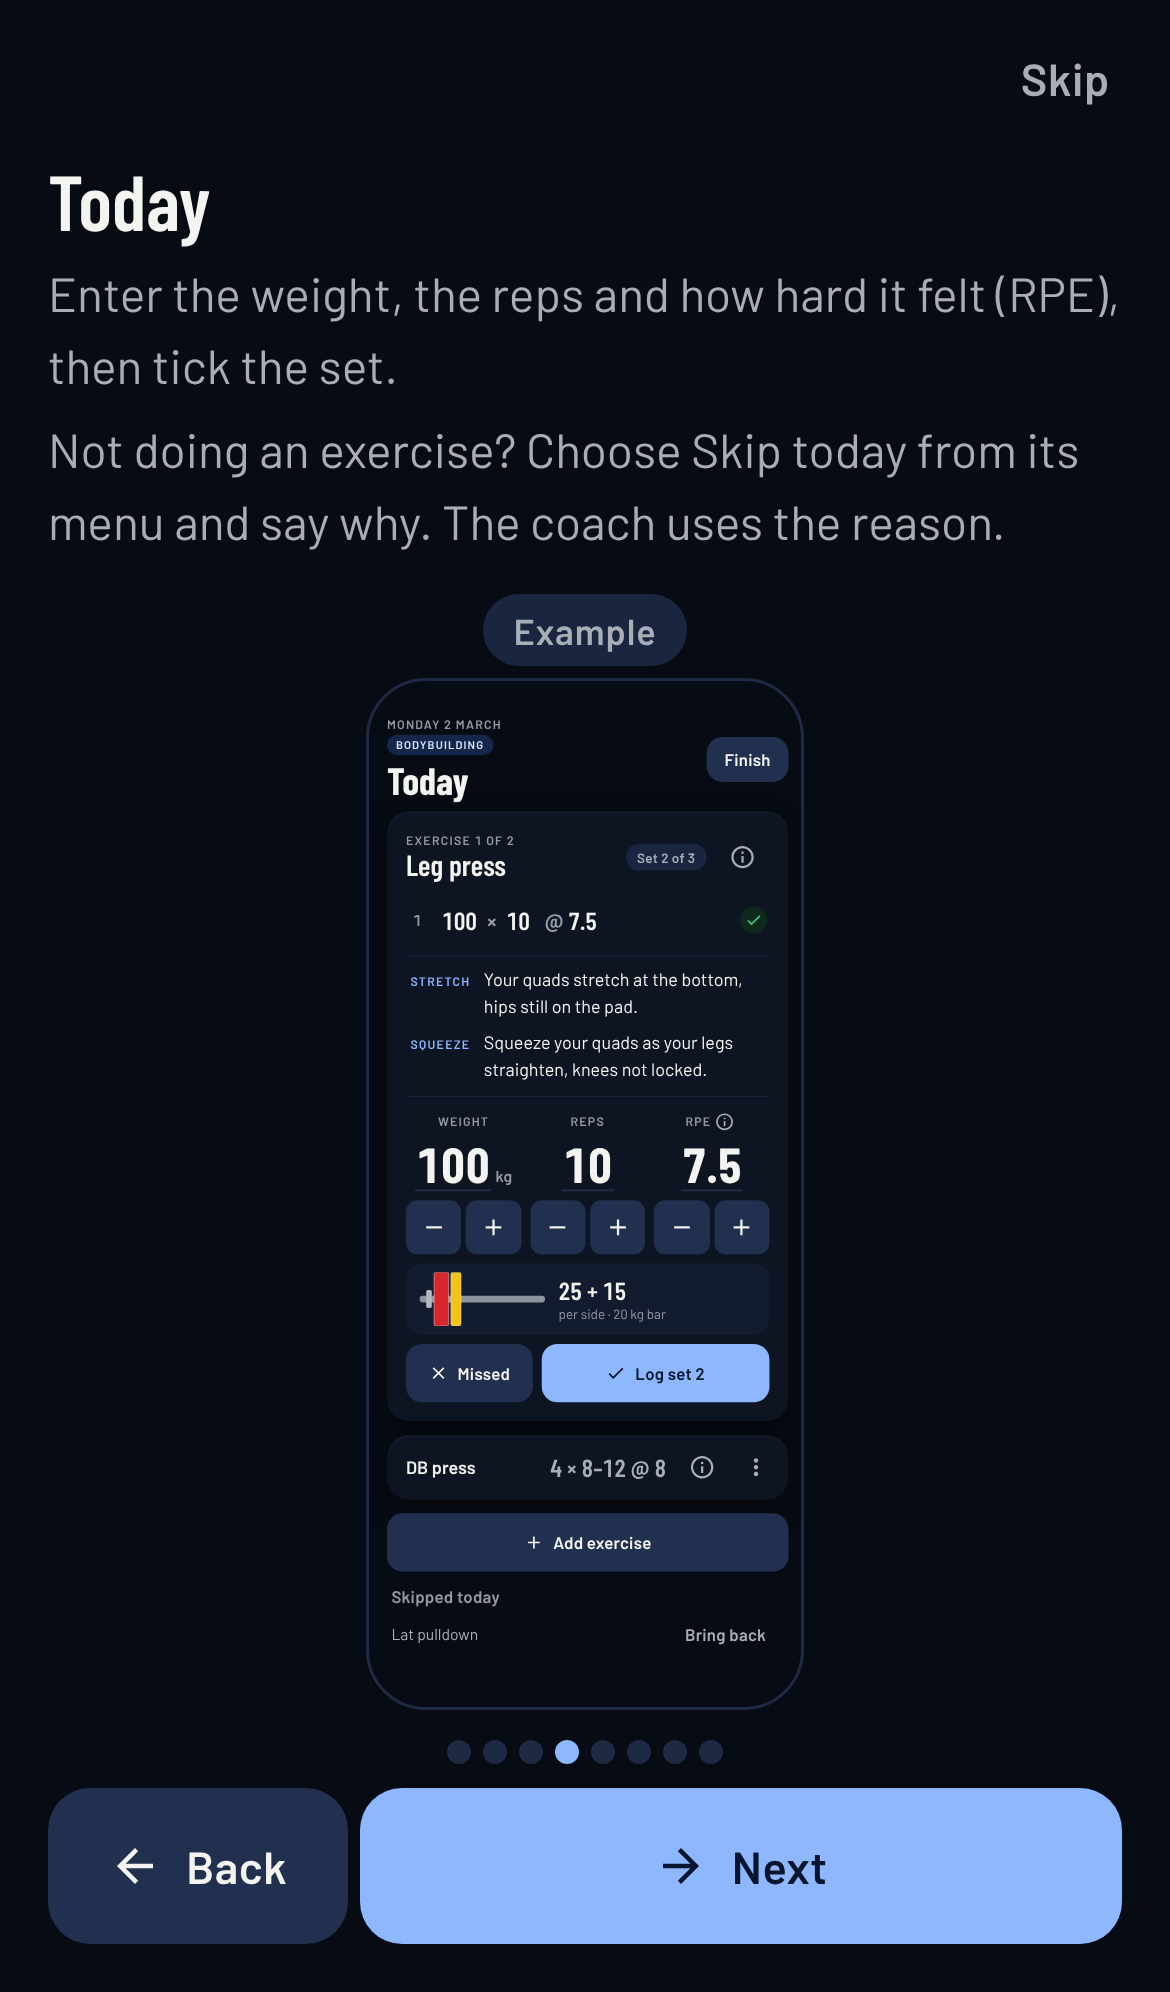 Skip
Today
Enter the weight, the reps and how hard it felt (RPE),
then tick the set.
Not doing an exercise? Choose Skip today from its
menu and say why. The coach uses the reason.
Example
MONDAY 2 MARCH
BODYBUILDING
Today
Finish
EXERCISE 1 OF 2
Leg press
Set 2 of 3
1 100 × 10 @ 7.5
STRETCH Your quads stretch at the bottom,
hips still on the pad.
SQUEEZE Squeeze your quads as your legs
straighten, knees not locked.
WEIGHT REPS RPE
100 kg 10 7.5
− + − + − +
25 + 15
per side · 20 kg bar
Missed Log set 2
DB press 4 × 8–12 @ 8
+ Add exercise
Skipped today
Lat pulldown Bring back
Back Next